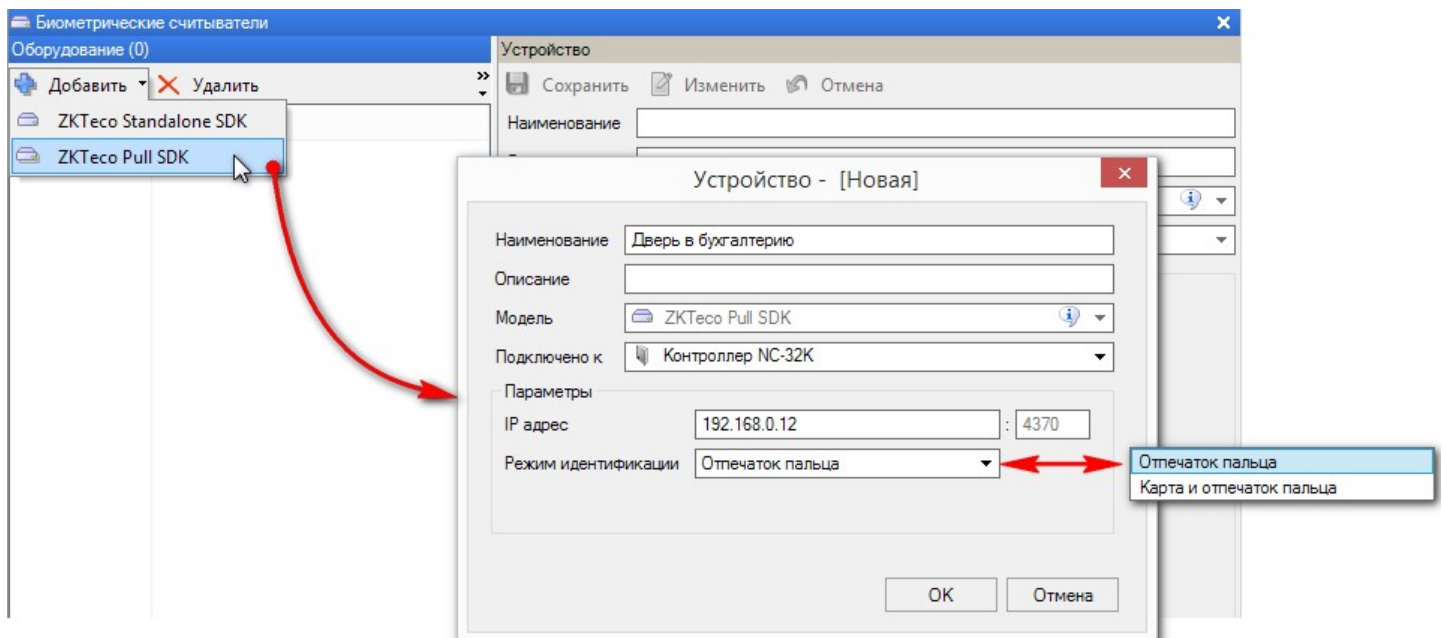 Биометрические считыватели
Оборудование (0)
Устройство
Добавить
Удалить
»
Сохранить
Изменить
Отмена
ZKTeco Standalone SDK
ZKTeco Pull SDK
Наименование
Устройство - [Новая]
Наименование Дверь в бухгалтерию
Описание
Модель ZKTeco Pull SDK
Подключено к Контроллер NC-32K
Параметры
IP адрес 192.168.0.12 : 4370
Режим идентификации Отпечаток пальца
Отпечаток пальца
Карта и отпечаток пальца
OK Отмена